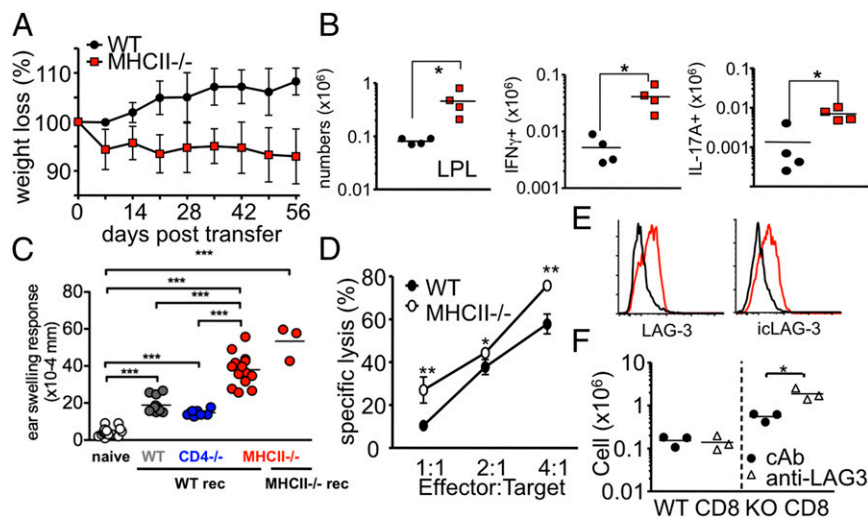 A
WT
MHCII-/-
weight loss (%)
110
100
90
0 14 28 42 56
days post transfer
B
*
numbers (x10⁶)
1
0.1
0.01
LPL
*
IFNγ+ (x10⁶)
0.1
0.01
0.001
*
IL-17A+ (x10⁶)
0.1
0.01
0.001
C
***
***
***
***
***
***
ear swelling response
(x10-4 mm)
80
60
40
20
0
naive WT CD4-/- MHCII-/-
WT rec MHCII-/- rec
D
WT
MHCII-/-
specific lysis (%)
80
60
40
20
0
** * **
1:1 2:1 4:1
Effector:Target
E
LAG-3 icLAG-3
F
Cell (x10⁶)
10
1
0.1
0.01
*
cAb
anti-LAG3
WT CD8 KO CD8